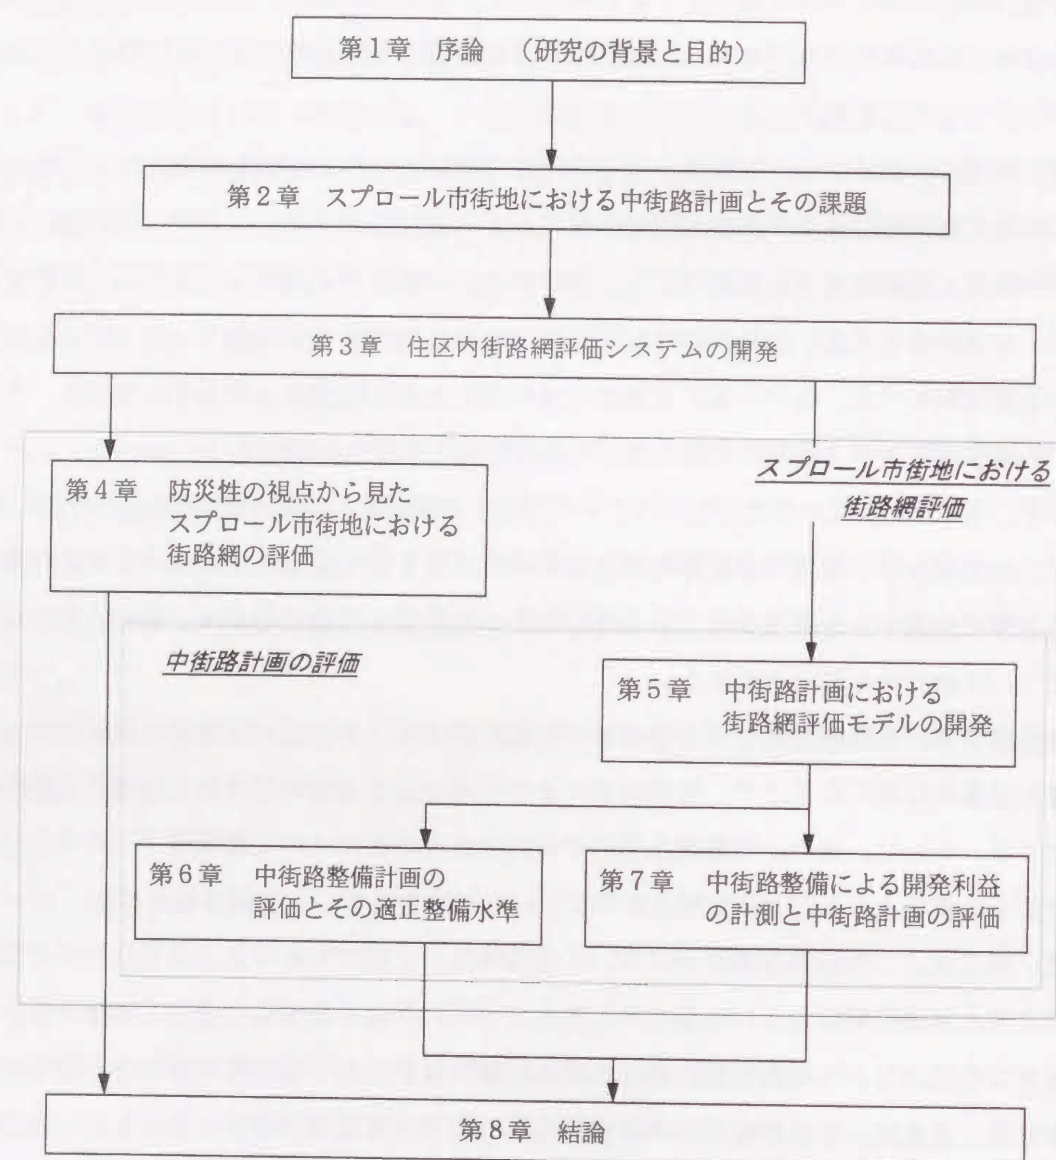 第1章 序論 (研究の背景と目的)
第2章 スプロール市街地における中街路計画とその課題
第3章 住区内街路網評価システムの開発
第4章 防災性の視点から見た
スプロール市街地における
街路網の評価
スプロール市街地における
街路網評価
中街路計画の評価
第5章 中街路計画における
街路網評価モデルの開発
第6章 中街路整備計画の
評価とその適正整備水準
第7章 中街路整備による開発利益
の計測と中街路計画の評価
第8章 結論